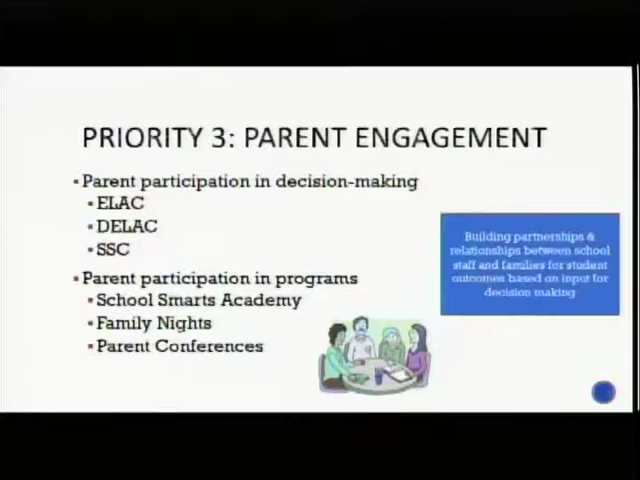 PRIORITY 3: PARENT ENGAGEMENT
▪Parent participation in decision-making
▪ELAC
▪DELAC
▪SSC
▪Parent participation in programs
▪School Smarts Academy
▪Family Nights
▪Parent Conferences
Building partnerships &
relationships between school
staff and families for student
outcomes based on input for
decision making